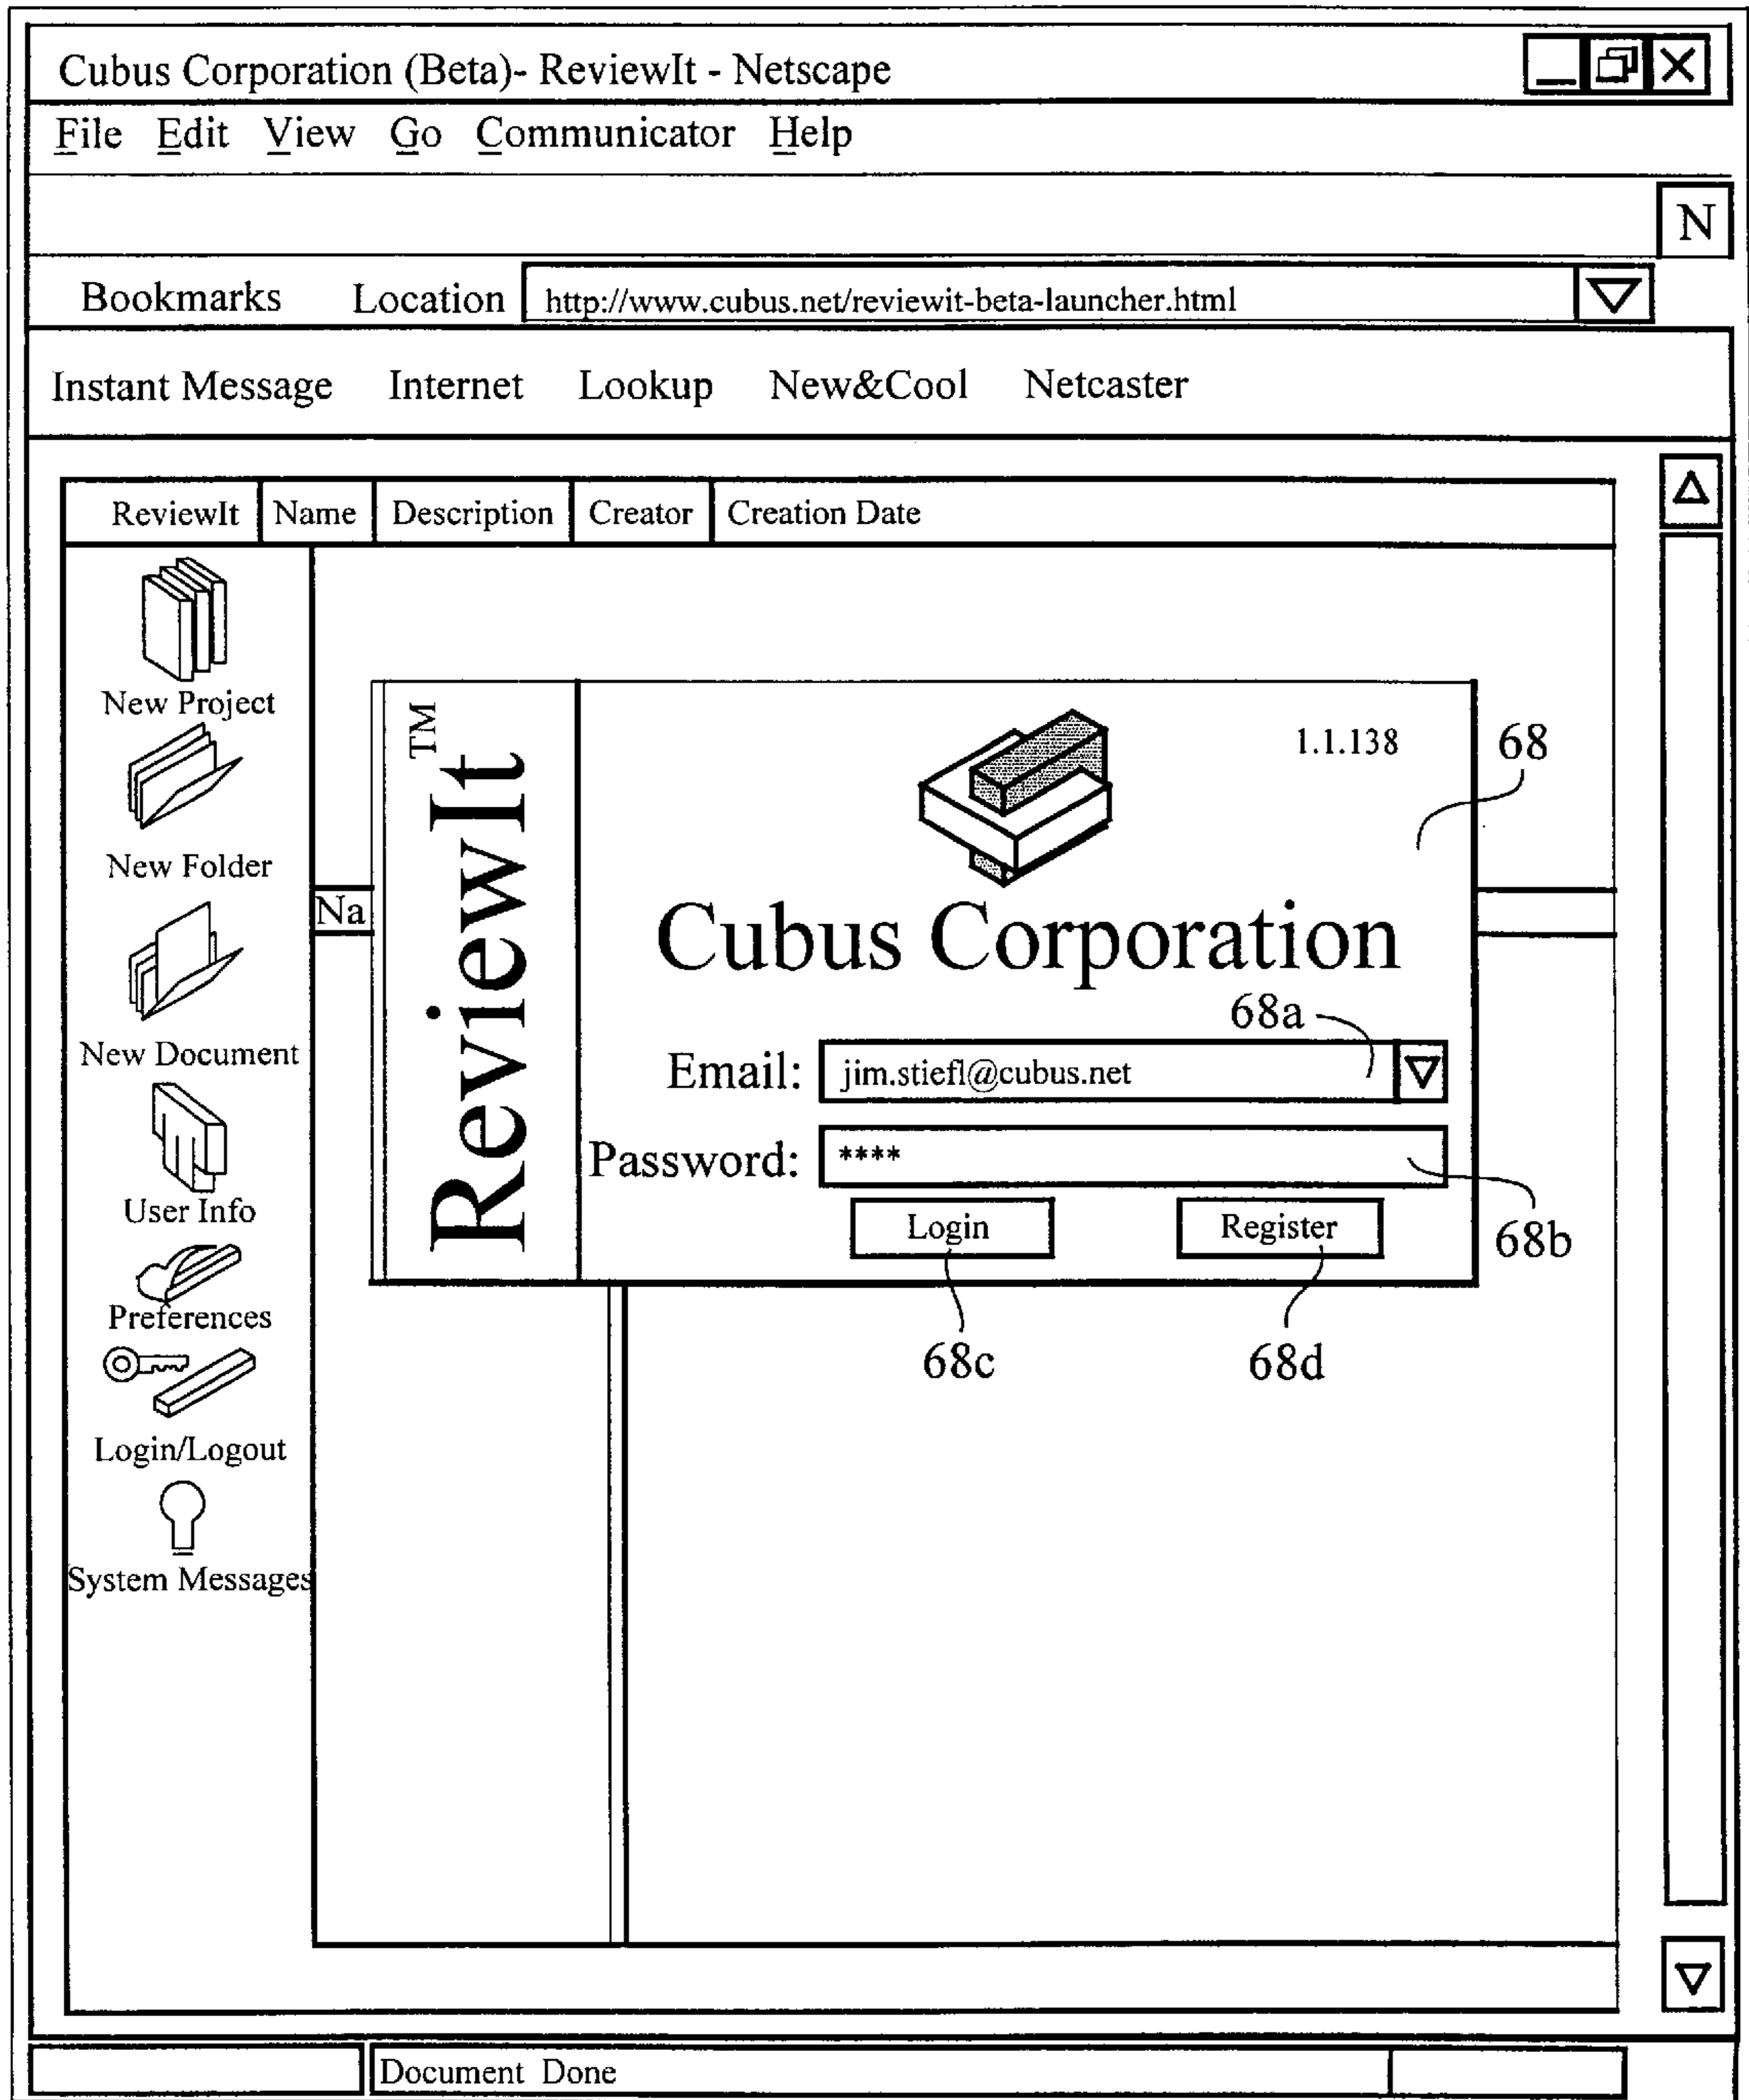 Cubus Corporation (Beta)- ReviewIt - Netscape
File Edit View Go Communicator Help
N
Bookmarks Location http://www.cubus.net/reviewit-beta-launcher.html
Instant Message Internet Lookup New&Cool Netcaster
ReviewIt Name Description Creator Creation Date
New Project
New Folder
New Document
User Info
Preferences
Login/Logout
System Messages
Na
ReviewIt™
1.1.138
68
Cubus Corporation
68a
Email: jim.stiefl@cubus.net
Password: ****
68b
Login Register
68c 68d
Document Done